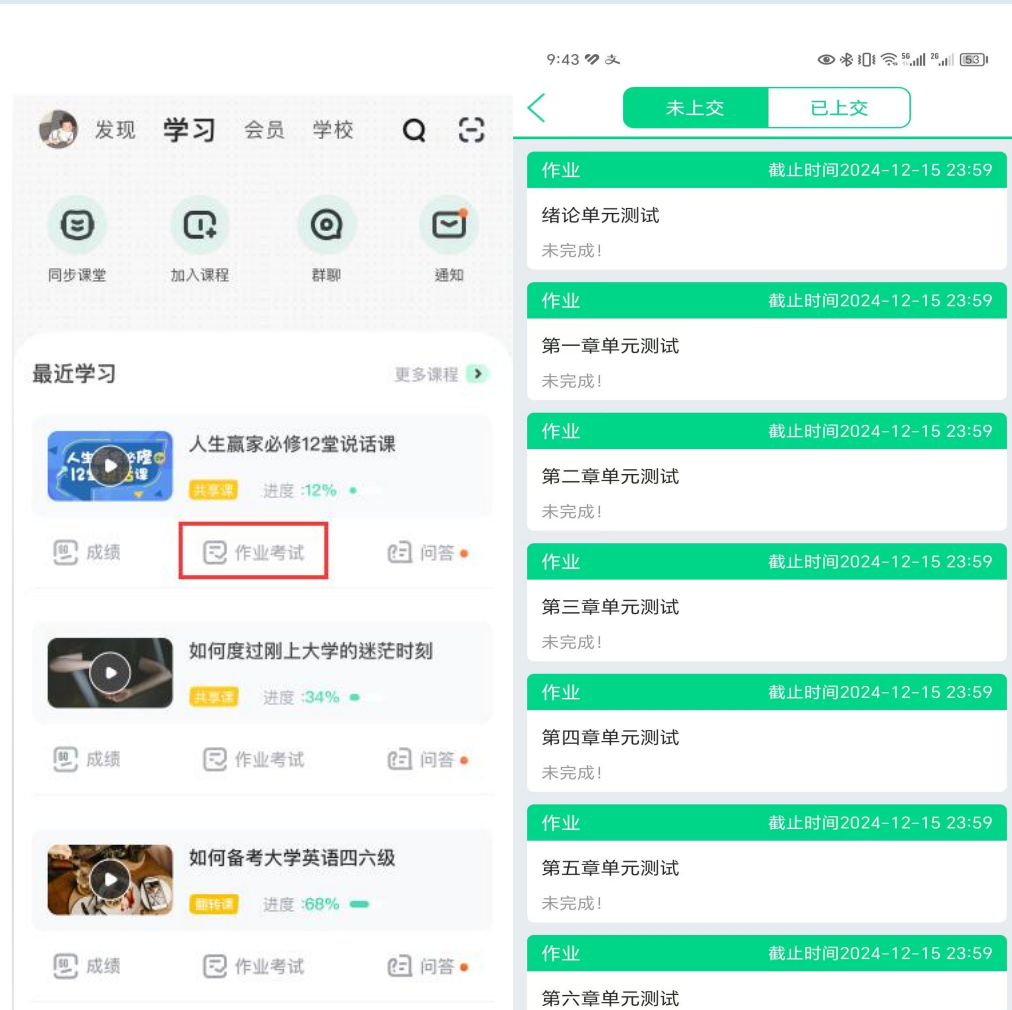 发现 学习 会员 学校
同步课堂 加入课程 群聊 通知
最近学习 更多课程
人生赢家必修12堂说话课
共享课 进度:12%
成绩 作业考试 问答
如何度过刚上大学的迷茫时刻
共享课 进度:34%
成绩 作业考试 问答
如何备考大学英语四六级
翻转课 进度:68%
成绩 作业考试 问答
9:43 53
未上交 已上交
作业 截止时间2024-12-15 23:59
绪论单元测试
未完成!
作业 截止时间2024-12-15 23:59
第一章单元测试
未完成!
作业 截止时间2024-12-15 23:59
第二章单元测试
未完成!
作业 截止时间2024-12-15 23:59
第三章单元测试
未完成!
作业 截止时间2024-12-15 23:59
第四章单元测试
未完成!
作业 截止时间2024-12-15 23:59
第五章单元测试
未完成!
作业 截止时间2024-12-15 23:59
第六章单元测试